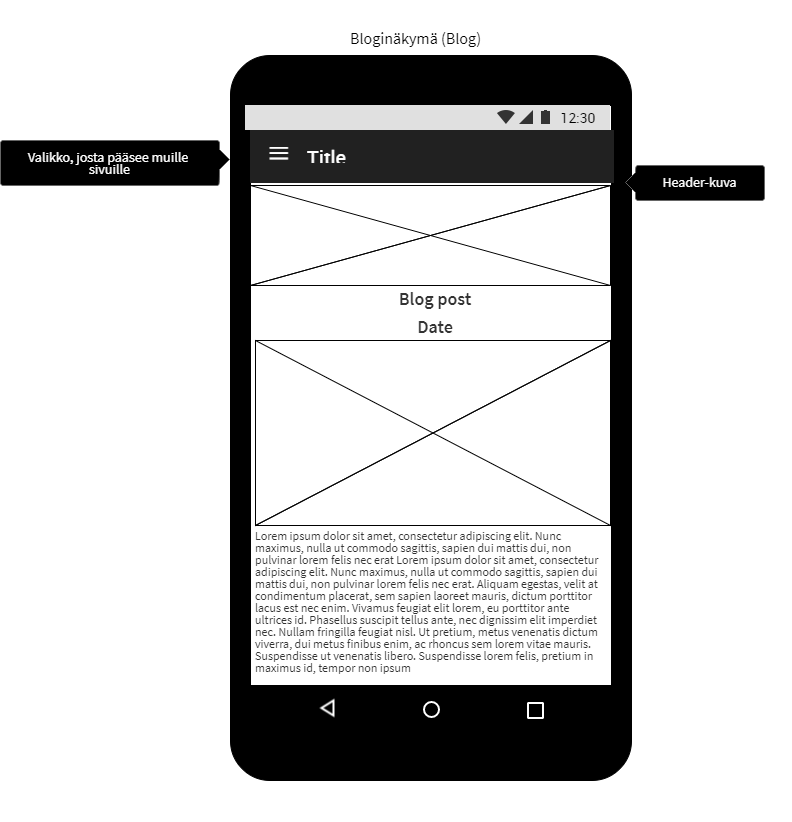 Bloginäkymä (Blog)
12:30
Valikko, josta pääsee muille
sivuille
Title
Header-kuva
Blog post
Date
Lorem ipsum dolor sit amet, consectetur adipiscing elit. Nunc
maximus, nulla ut commodo sagittis, sapien dui mattis dui, non
pulvinar lorem felis nec erat Lorem ipsum dolor sit amet, consectetur
adipiscing elit. Nunc maximus, nulla ut commodo sagittis, sapien dui
mattis dui, non pulvinar lorem felis nec erat. Aliquam egestas, velit at
condimentum placerat, sem sapien laoreet mauris, dictum porttitor
lacus est nec enim. Vivamus feugiat elit lorem, eu porttitor ante
ultrices id. Phasellus suscipit tellus ante, nec dignissim elit imperdiet
nec. Nullam fringilla feugiat nisl. Ut pretium, metus venenatis dictum
viverra, dui metus finibus enim, ac rhoncus sem lorem vitae mauris.
Suspendisse ut venenatis libero. Suspendisse lorem felis, pretium in
maximus id, tempor non ipsum